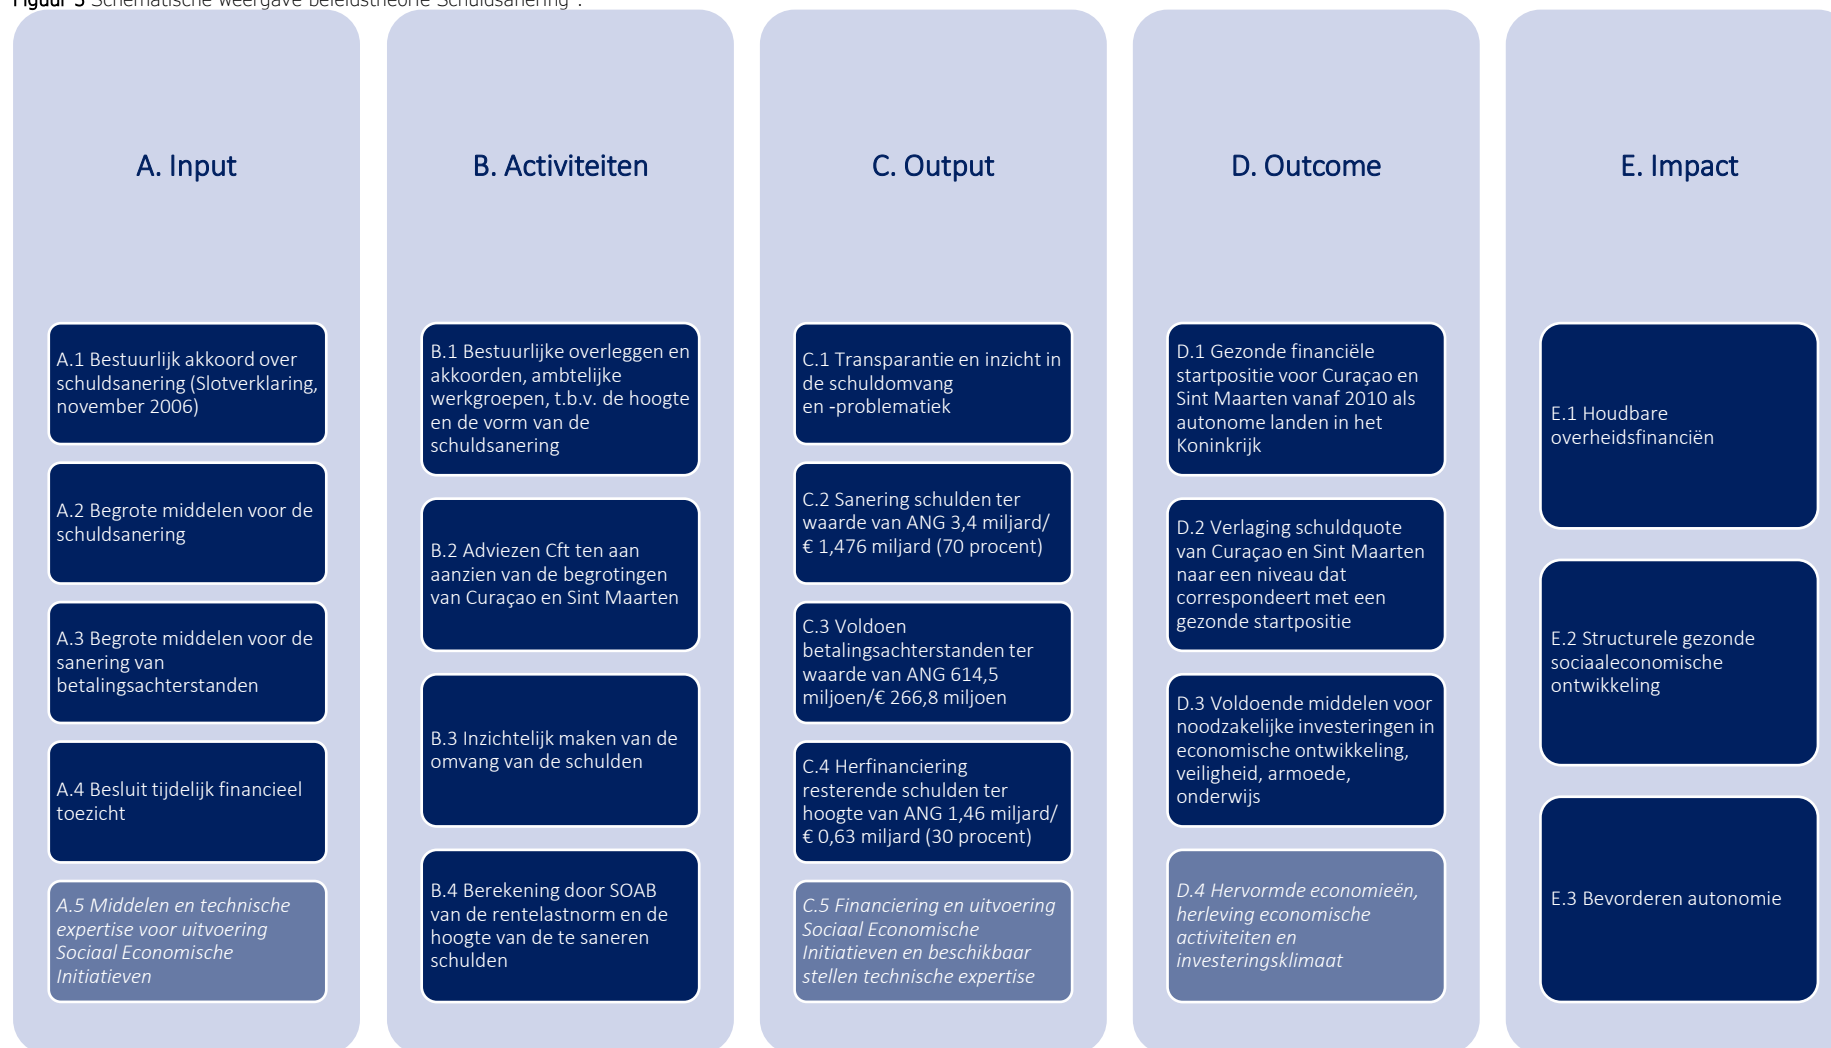 Figuur 3 Schematische weergave beleidstheorie Schuldsanering .
A. Input
A.1 Bestuurlijk akkoord over
schuldsanering (Slotverklaring,
november 2006)
A.2 Begrote middelen voor de
schuldsanering
A.3 Begrote middelen voor de
sanering van
betalingsachterstanden
A.4 Besluit tijdelijk financieel
toezicht
A.5 Middelen en technische
expertise voor uitvoering
Sociaal Economische
Initiatieven
B. Activiteiten
B.1 Bestuurlijke overleggen en
akkoorden, ambtelijke
werkgroepen, t.b.v. de hoogte
en de vorm van de
schuldsanering
B.2 Adviezen Cft ten aan
aanzien van de begrotingen
van Curaçao en Sint Maarten
B.3 Inzichtelijk maken van de
omvang van de schulden
B.4 Berekening door SOAB
van de rentelastnorm en de
hoogte van de te saneren
schulden
C. Output
C.1 Transparantie en inzicht in
de schuldomvang
en -problematiek
C.2 Sanering schulden ter
waarde van ANG 3,4 miljard/
€ 1,476 miljard (70 procent)
C.3 Voldoen
betalingsachterstanden ter
waarde van ANG 614,5
miljoen/€ 266,8 miljoen
C.4 Herfinanciering
resterende schulden ter
hoogte van ANG 1,46 miljard/
€ 0,63 miljard (30 procent)
C.5 Financiering en uitvoering
Sociaal Economische
Initiatieven en beschikbaar
stellen technische expertise
D. Outcome
D.1 Gezonde financiële
startpositie voor Curaçao en
Sint Maarten vanaf 2010 als
autonome landen in het
Koninkrijk
D.2 Verlaging schuldquote
van Curaçao en Sint Maarten
naar een niveau dat
correspondeert met een
gezonde startpositie
D.3 Voldoende middelen voor
noodzakelijke investeringen in
economische ontwikkeling,
veiligheid, armoede,
onderwijs
D.4 Hervormde economieën,
herleving economische
activiteiten en
investeringsklimaat
E. Impact
E.1 Houdbare
overheidsfinanciën
E.2 Structurele gezonde
sociaaleconomische
ontwikkeling
E.3 Bevorderen autonomie